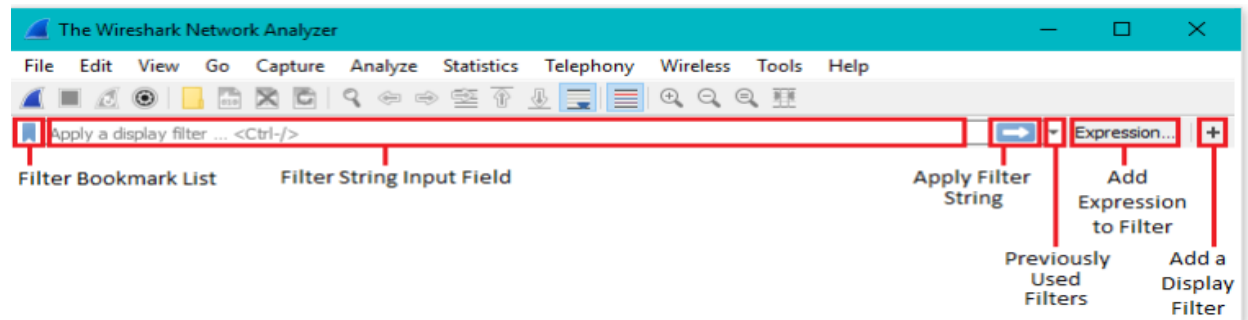 The Wireshark Network Analyzer
File Edit View Go Capture Analyze Statistics Telephony Wireless Tools Help
Apply a display filter ... <Ctrl-/>
Expression...
+
Filter Bookmark List
Filter String Input Field
Apply Filter
String
Add
Expression
to Filter
Previously
Used
Filters
Add a
Display
Filter